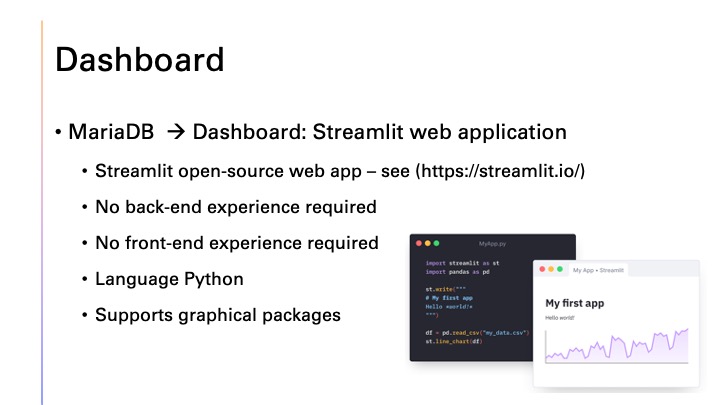 Dashboard
• MariaDB → Dashboard: Streamlit web application
• Streamlit open-source web app – see (https://streamlit.io/)
• No back-end experience required
• No front-end experience required
• Language Python
• Supports graphical packages
MyApp.py
import streamlit as st
import pandas as pd
st.write("""
# My first app
Hello *world!*
""")
df = pd.read_csv("my_data.csv")
st.line_chart(df)
My App • Streamlit
My first app
Hello world!